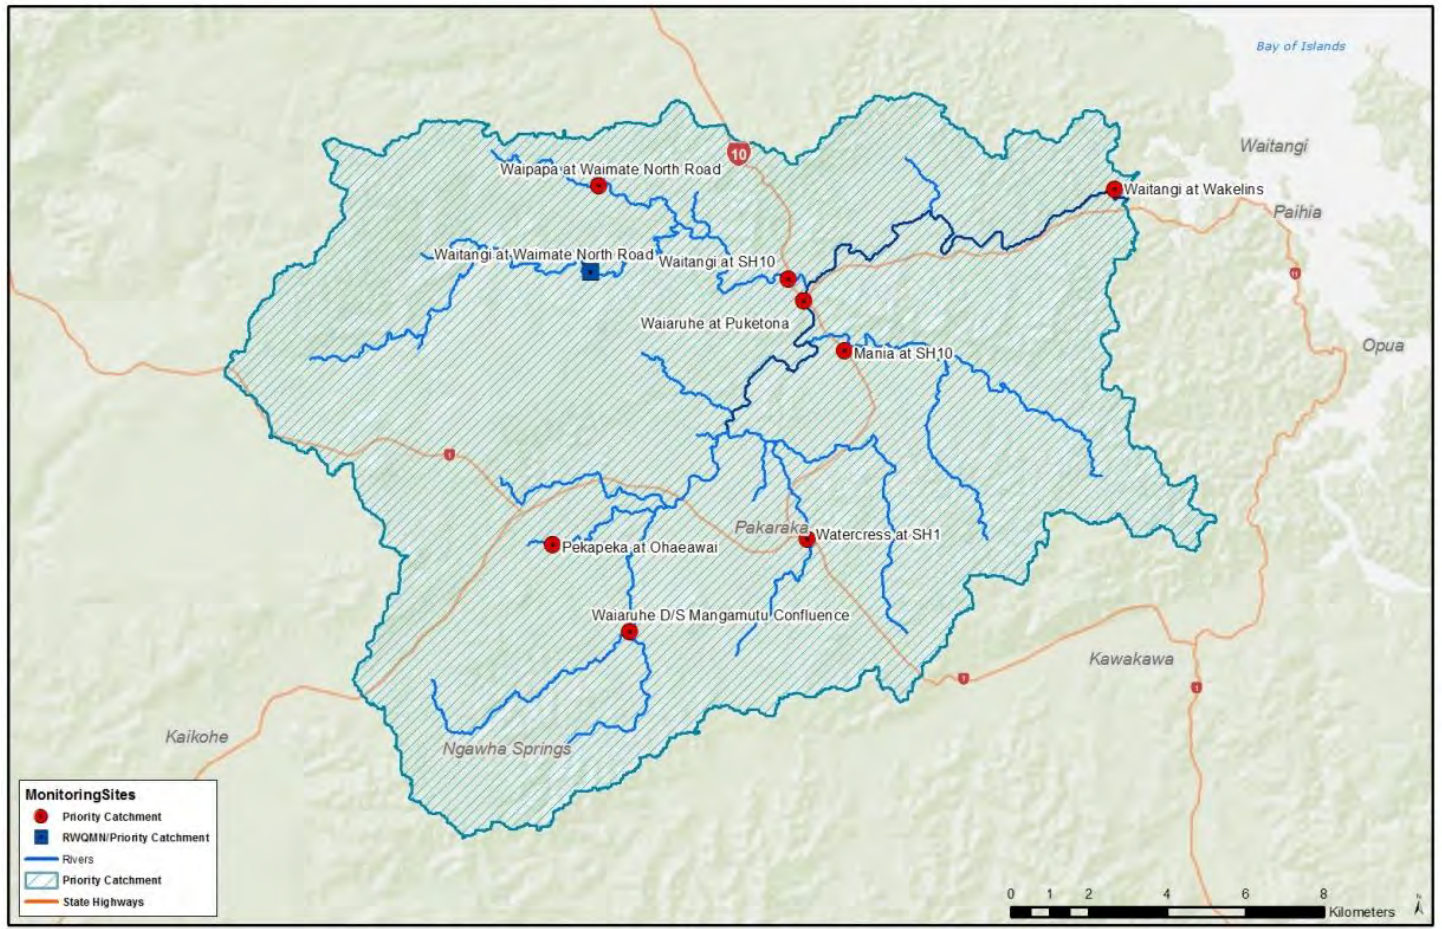 Bay of Islands
Waitangi
10
Waipapa at Waimate North Road
Waitangi at Wakelins
Paihia
Waitangi at Waimate North Road
Waitangi at SH10
11
Waiaruhe at Puketona
Opua
Mania at SH10
1
Pakaraka
Watercress at SH1
Pekapeka at Ohaeawai
Waiaruhe D/S Mangamutu Confluence
Kawakawa
1
1
Kaikohe
Ngawha Springs
MonitoringSites
Priority Catchment
RWQMN/Priority Catchment
Rivers
Priority Catchment
State Highways
0 1 2 4 6 8
Kilometers
N